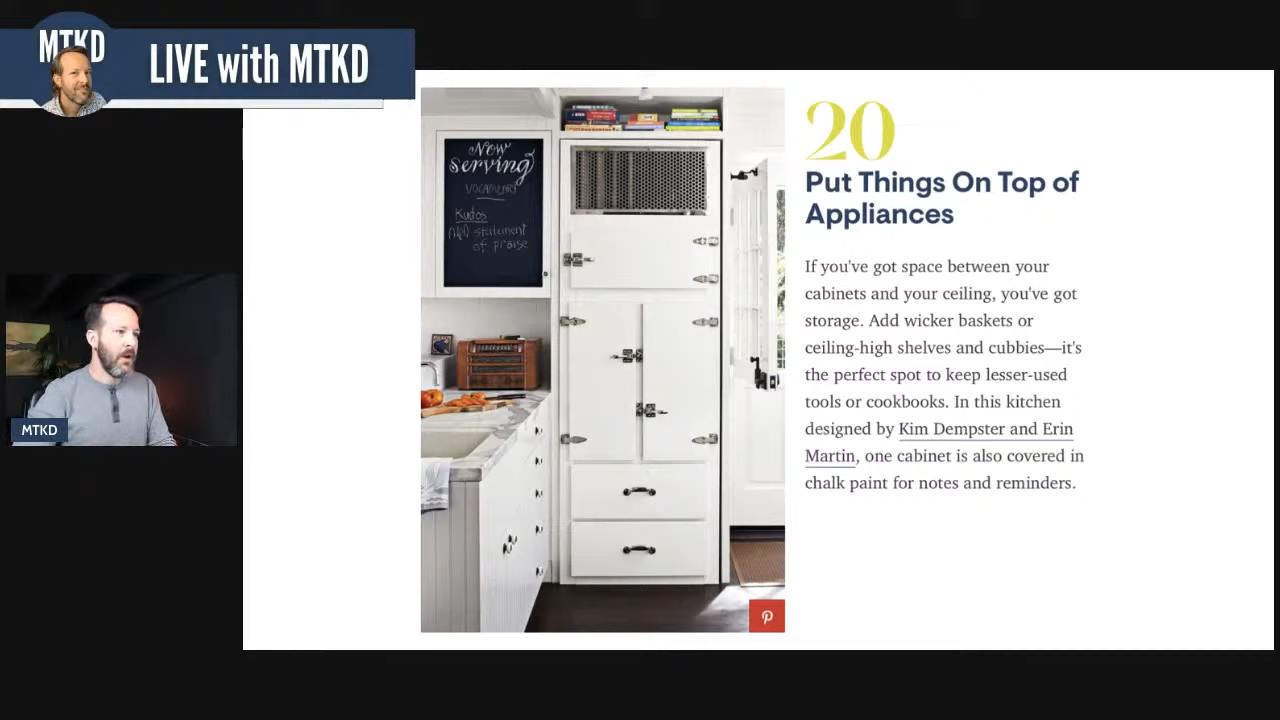 MTKD
LIVE with MTKD
Now
Serving
VOCABULARY
Kudos
(N) statement
of praise
MTKD
20
Put Things On Top of
Appliances
If you've got space between your
cabinets and your ceiling, you've got
storage. Add wicker baskets or
ceiling-high shelves and cubbies—it's
the perfect spot to keep lesser-used
tools or cookbooks. In this kitchen
designed by Kim Dempster and Erin
Martin, one cabinet is also covered in
chalk paint for notes and reminders.